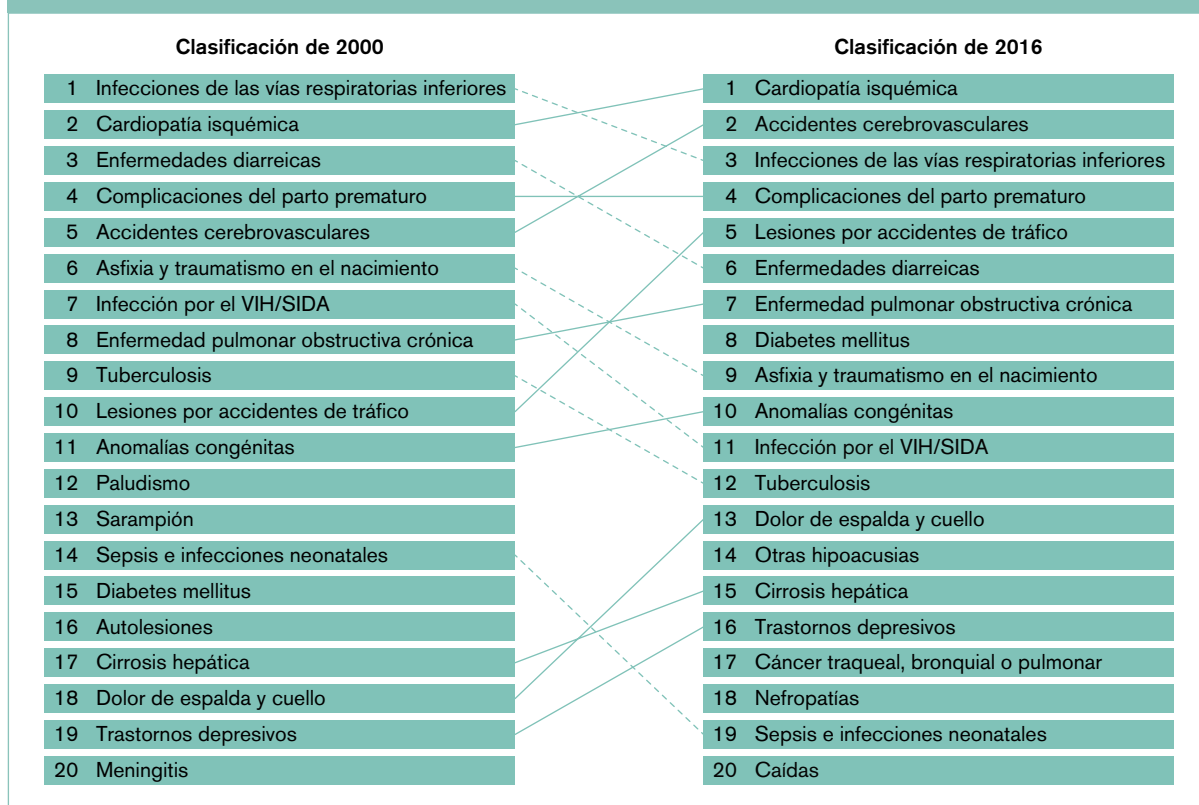 Clasificación de 2000
1 Infecciones de las vías respiratorias inferiores
2 Cardiopatía isquémica
3 Enfermedades diarreicas
4 Complicaciones del parto prematuro
5 Accidentes cerebrovasculares
6 Asfixia y traumatismo en el nacimiento
7 Infección por el VIH/SIDA
8 Enfermedad pulmonar obstructiva crónica
9 Tuberculosis
10 Lesiones por accidentes de tráfico
11 Anomalías congénitas
12 Paludismo
13 Sarampión
14 Sepsis e infecciones neonatales
15 Diabetes mellitus
16 Autolesiones
17 Cirrosis hepática
18 Dolor de espalda y cuello
19 Trastornos depresivos
20 Meningitis
Clasificación de 2016
1 Cardiopatía isquémica
2 Accidentes cerebrovasculares
3 Infecciones de las vías respiratorias inferiores
4 Complicaciones del parto prematuro
5 Lesiones por accidentes de tráfico
6 Enfermedades diarreicas
7 Enfermedad pulmonar obstructiva crónica
8 Diabetes mellitus
9 Asfixia y traumatismo en el nacimiento
10 Anomalías congénitas
11 Infección por el VIH/SIDA
12 Tuberculosis
13 Dolor de espalda y cuello
14 Otras hipoacusias
15 Cirrosis hepática
16 Trastornos depresivos
17 Cáncer traqueal, bronquial o pulmonar
18 Nefropatías
19 Sepsis e infecciones neonatales
20 Caídas